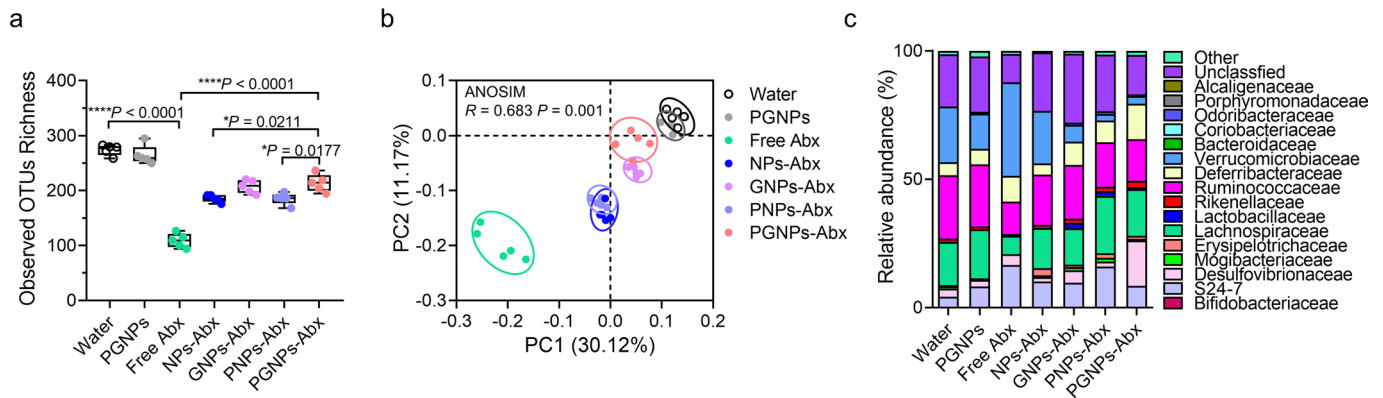 a
Observed OTUs Richness
400
300
200
100
0
****P < 0.0001
****P < 0.0001
*P = 0.0211
*P = 0.0177
Water
PGNPs
Free Abx
NPs-Abx
GNPs-Abx
PNPs-Abx
PGNPs-Abx
b
PC2 (11.17%)
0.1
0.0
-0.1
-0.2
-0.3
ANOSIM
R = 0.683 P = 0.001
-0.3
-0.2
-0.1
0.0
0.1
0.2
PC1 (30.12%)
Water
PGNPs
Free Abx
NPs-Abx
GNPs-Abx
PNPs-Abx
PGNPs-Abx
c
Relative abundance (%)
100
50
0
Water
PGNPs
Free Abx
NPs-Abx
GNPs-Abx
PNPs-Abx
PGNPs-Abx
Other
Unclassfied
Alcaligenaceae
Porphyromonadaceae
Odoribacteraceae
Coriobacteriaceae
Bacteroidaceae
Verrucomicrobiaceae
Deferribacteraceae
Ruminococcaceae
Rikenellaceae
Lactobacillaceae
Lachnospiraceae
Erysipelotrichaceae
Mogibacteriaceae
Desulfovibrionaceae
S24-7
Bifidobacteriaceae